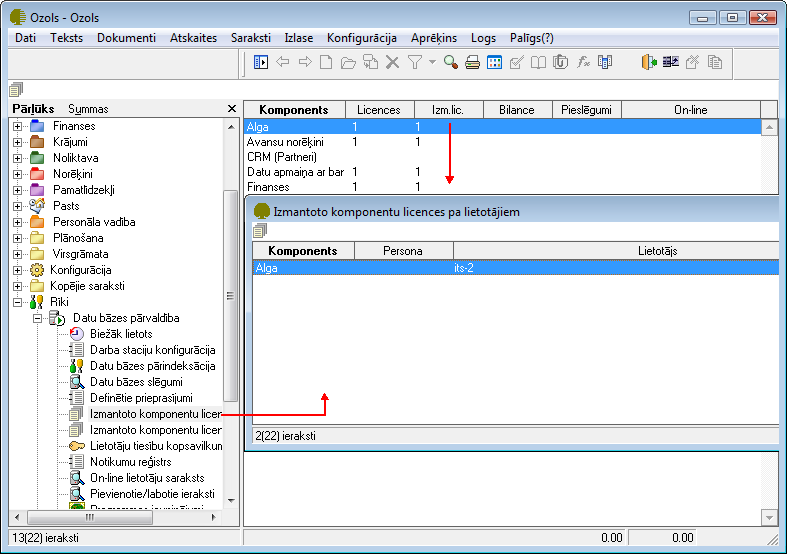 Ozols - Ozols
Dati Teksts Dokumenti Atskaites Saraksti Izlase Konfigurācija Aprēķins Logs Palīgs(?)
Pārlūks Summas
Finanses
Krājumi
Noliktava
Norēķini
Pamatlīdzekļi
Pasts
Personāla vadība
Plānošana
Virsgrāmata
Konfigurācija
Kopējie saraksti
Rīki
Datu bāzes pārvaldība
Biežāk lietots
Darba staciju konfigurācija
Datu bāzes pārindeksācija
Datu bāzes slēgumi
Definētie pieprasījumi
Izmantoto komponentu licer
Izmantoto komponentu licer
Lietotāju tiesību kopsavilkun
Notikumu reģistrs
On-line lietotāju saraksts
Pievienotie/labotie ieraksti
13(22) ieraksti
Komponents Licences Izm.lic. Bilance Pieslēgumi On-line
Alga 1 1
Avansu norēķini 1 1
CRM (Partneri)
Datu apmaiņa ar bar 1 1
Finanses 1 1
Izmantoto komponentu licences pa lietotājiem
Komponents Persona Lietotājs
Alga its-2
2(22) ieraksti
0.00 0.00